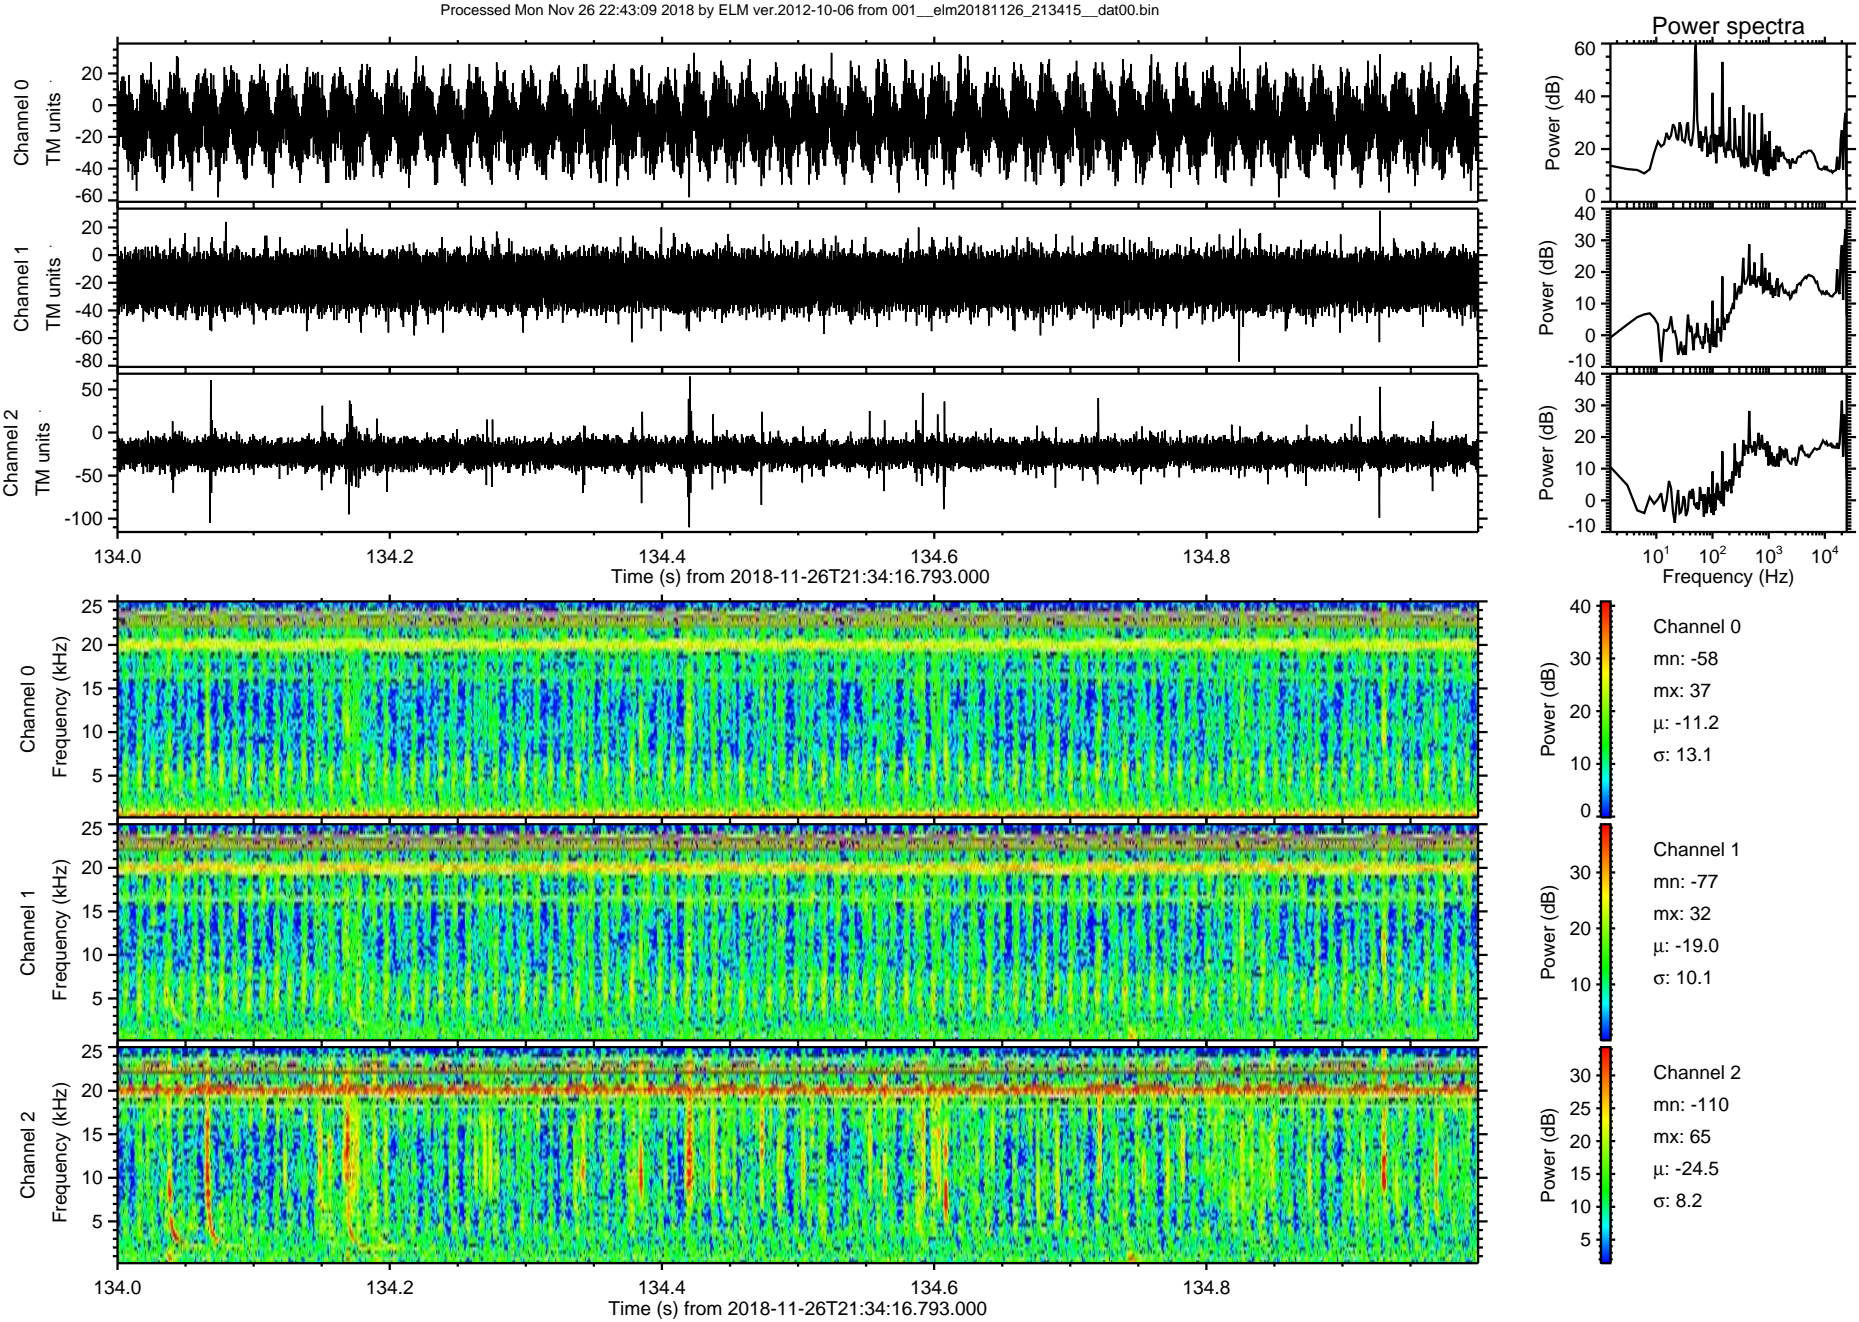 Processed Mon Nov 26 22:43:09 2018 by ELM ver.2012-10-06 from 001__elm20181126_213415__dat00.bin
Power spectra
Channel 0
TM units
20
0
-20
-40
-60
Power (dB)
60
40
20
0
Channel 1
TM units
20
0
-20
-40
-60
-80
Power (dB)
40
30
20
10
0
-10
Channel 2
TM units
50
0
-50
-100
Power (dB)
40
30
20
10
0
-10
134.0 134.2 134.4 134.6 134.8
Time (s) from 2018-11-26T21:34:16.793.000
10¹ 10² 10³ 10⁴
Frequency (Hz)
Channel 0
Frequency (kHz)
25
20
15
10
5
Power (dB)
40
30
20
10
0
Channel 0
mn: -58
mx: 37
μ: -11.2
σ: 13.1
Channel 1
Frequency (kHz)
25
20
15
10
5
Power (dB)
30
20
10
Channel 1
mn: -77
mx: 32
μ: -19.0
σ: 10.1
Channel 2
Frequency (kHz)
25
20
15
10
5
Power (dB)
30
25
20
15
10
5
Channel 2
mn: -110
mx: 65
μ: -24.5
σ: 8.2
134.0 134.2 134.4 134.6 134.8
Time (s) from 2018-11-26T21:34:16.793.000